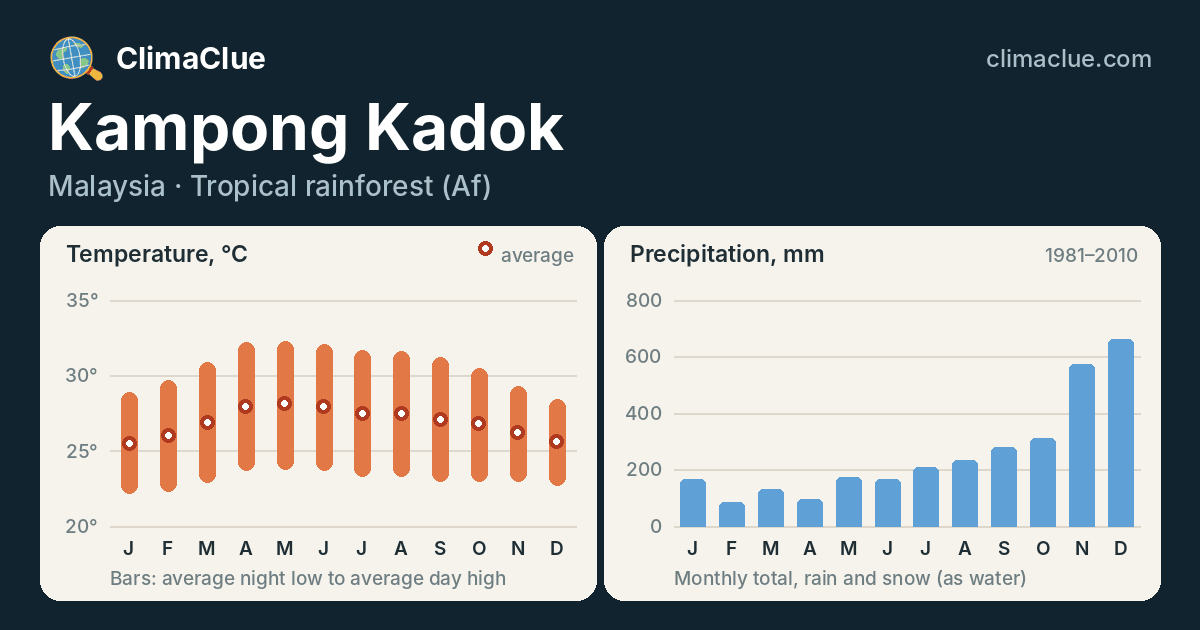 ClimaClue
climaclue.com
Kampong Kadok
Malaysia · Tropical rainforest (Af)
Temperature, °C
average
35°
30°
25°
20°
J F M A M J J A S O N D
Bars: average night low to average day high
Precipitation, mm
1981–2010
800
600
400
200
0
J F M A M J J A S O N D
Monthly total, rain and snow (as water)